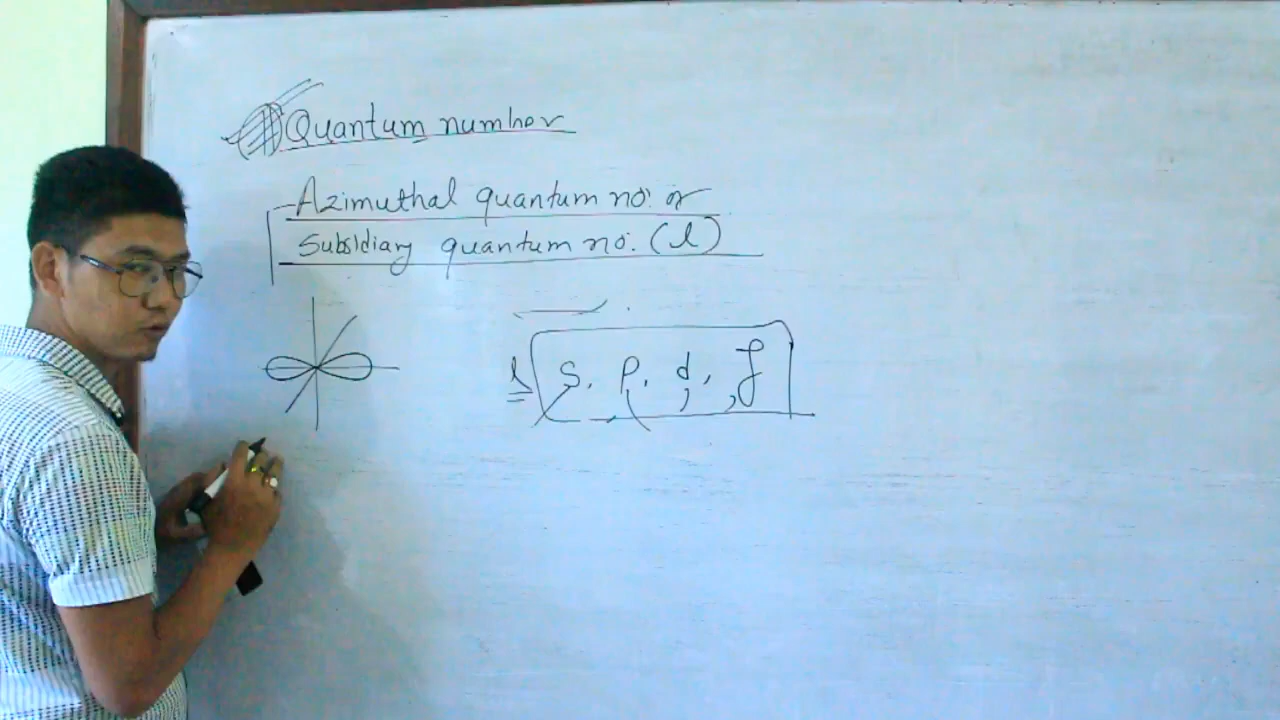 Quantum number
Azimuthal quantum no. or
Subsidiary quantum no. (l)
s, p, d, f